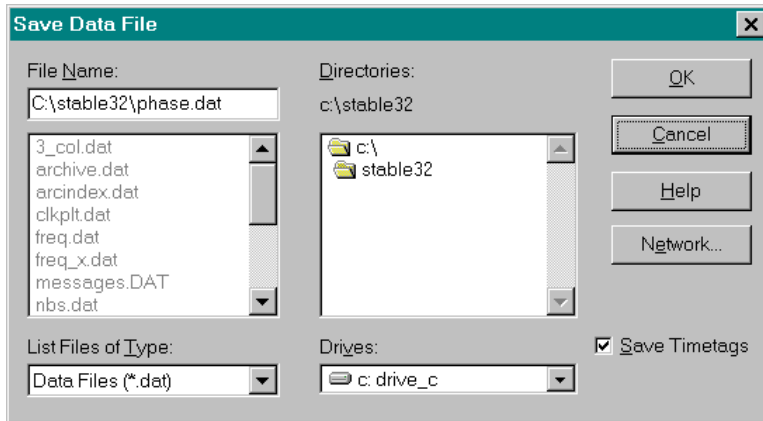 Save Data File
File Name:
C:\stable32\phase.dat
3_col.dat
archive.dat
arcindex.dat
clkplt.dat
freq.dat
freq_x.dat
messages.DAT
nbs.dat
List Files of Type:
Data Files (*.dat)
Directories:
c:\stable32
c:\
stable32
Drives:
c: drive_c
OK
Cancel
Help
Network...
Save Timetags